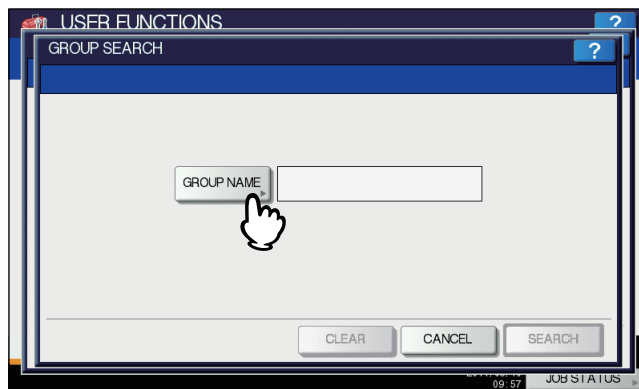 USER FUNCTIONS
?
GROUP SEARCH
?
GROUP NAME
CLEAR
CANCEL
SEARCH
09:57
JOB STATUS